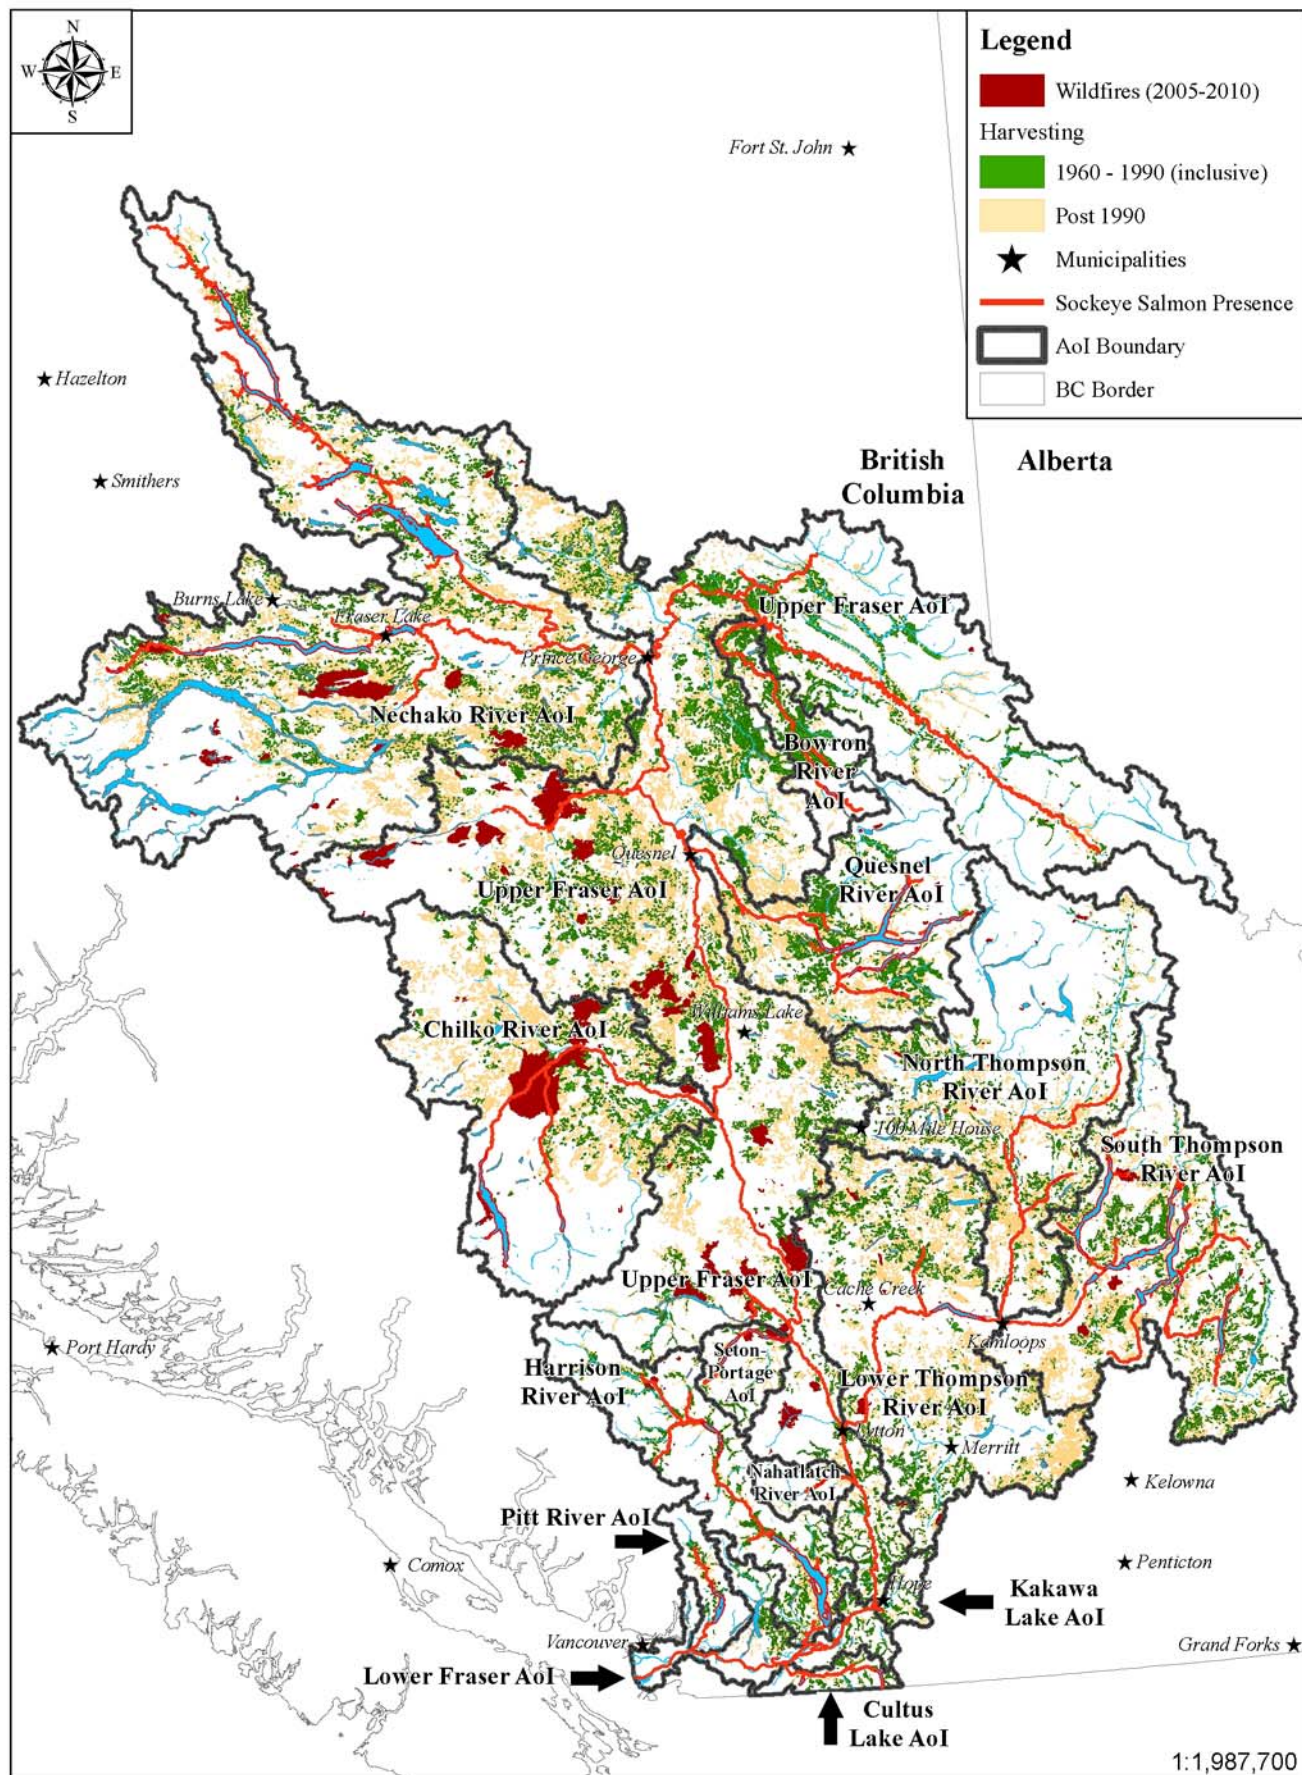 N
W E
S
Legend
Wildfires (2005-2010)
Harvesting
1960 - 1990 (inclusive)
Post 1990
Municipalities
Sockeye Salmon Presence
AoI Boundary
BC Border
Fort St. John
Hazelton
Smithers
British
Columbia
Alberta
Burns Lake
Fraser Lake
Upper Fraser AoI
Prince George
Nechako River AoI
Bowron
River
AoI
Quesnel
Quesnel
River AoI
Upper Fraser AoI
Williams Lake
Chilko River AoI
North Thompson
River AoI
100 Mile House
South Thompson
River AoI
Upper Fraser AoI
Cache Creek
Kamloops
Port Hardy
Seton-
Portage
AoI
Harrison
River AoI
Lower Thompson
River AoI
Lytton
Merritt
Nahatlatch
River AoI
Kelowna
Pitt River AoI
Comox
Penticton
Hope
Kakawa
Lake AoI
Vancouver
Grand Forks
Lower Fraser AoI
Cultus
Lake AoI
1:1,987,700